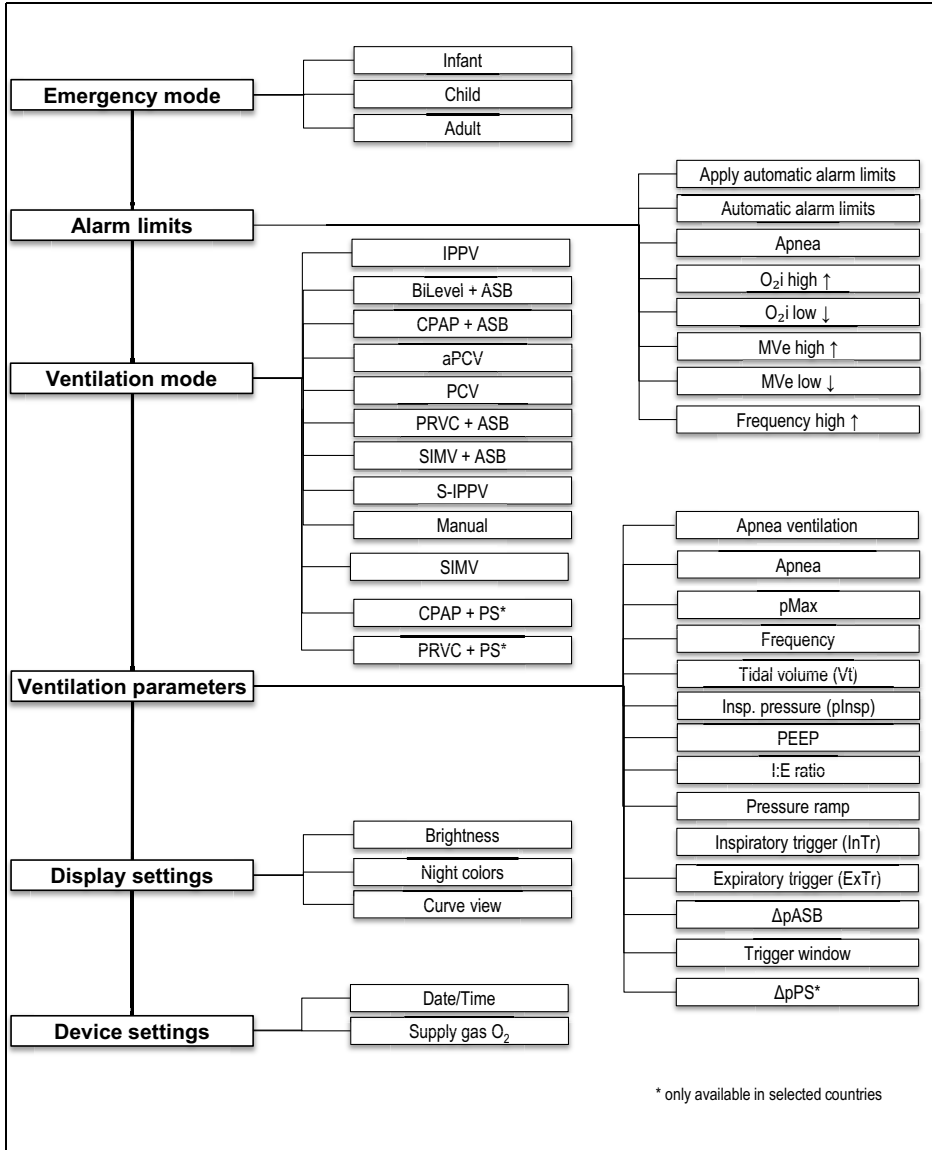 Emergency mode
Infant
Child
Adult
Alarm limits
Apply automatic alarm limits
Automatic alarm limits
Apnea
O₂i high ↑
O₂i low ↓
MVe high ↑
MVe low ↓
Frequency high ↑
Ventilation mode
IPPV
BiLevel + ASB
CPAP + ASB
aPCV
PCV
PRVC + ASB
SIMV + ASB
S-IPPV
Manual
SIMV
CPAP + PS*
PRVC + PS*
Ventilation parameters
Apnea ventilation
Apnea
pMax
Frequency
Tidal volume (Vt)
Insp. pressure (pInsp)
PEEP
I:E ratio
Pressure ramp
Inspiratory trigger (InTr)
Expiratory trigger (ExTr)
ΔpASB
Trigger window
ΔpPS*
Display settings
Brightness
Night colors
Curve view
Device settings
Date/Time
Supply gas O₂
* only available in selected countries